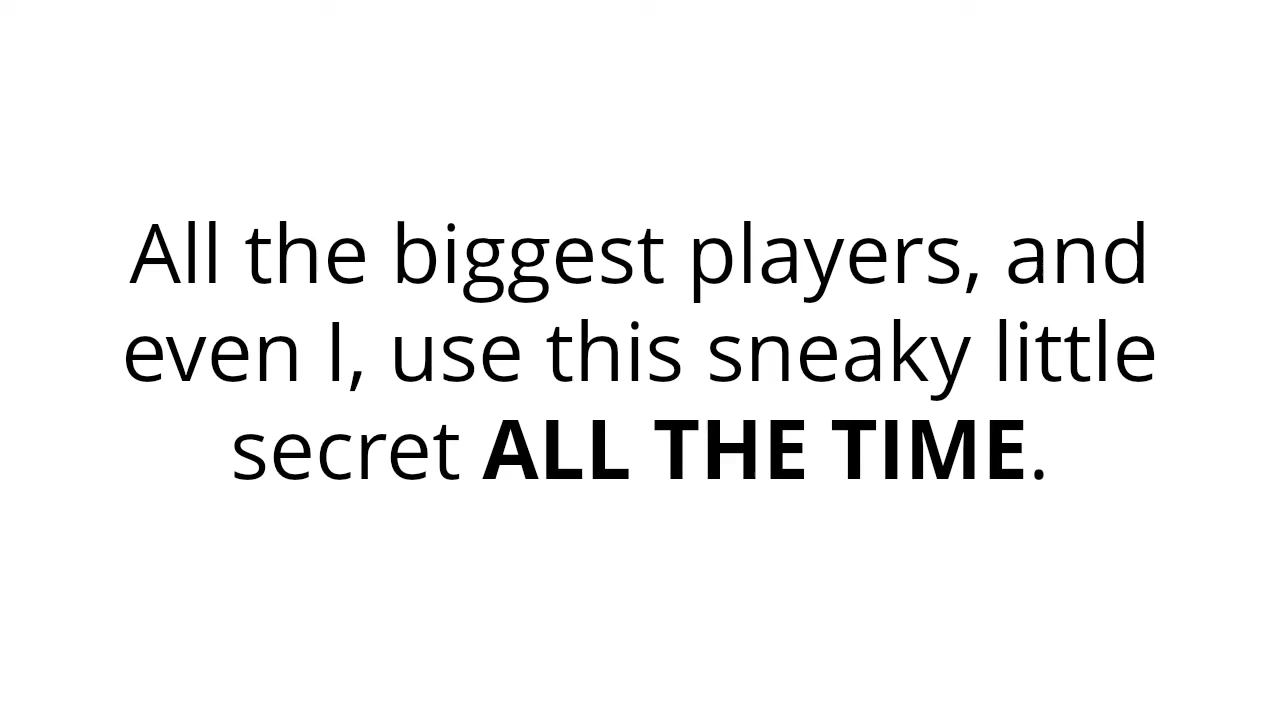 All the biggest players, and
even I, use this sneaky little
secret ALL THE TIME.